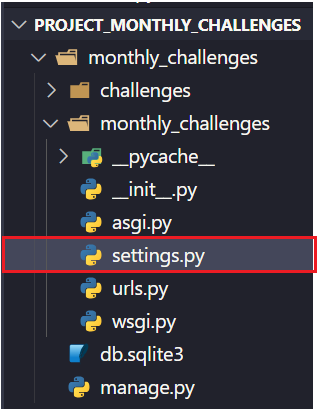 PROJECT_MONTHLY_CHALLENGES
monthly_challenges
challenges
monthly_challenges
__pycache__
__init__.py
asgi.py
settings.py
urls.py
wsgi.py
db.sqlite3
manage.py